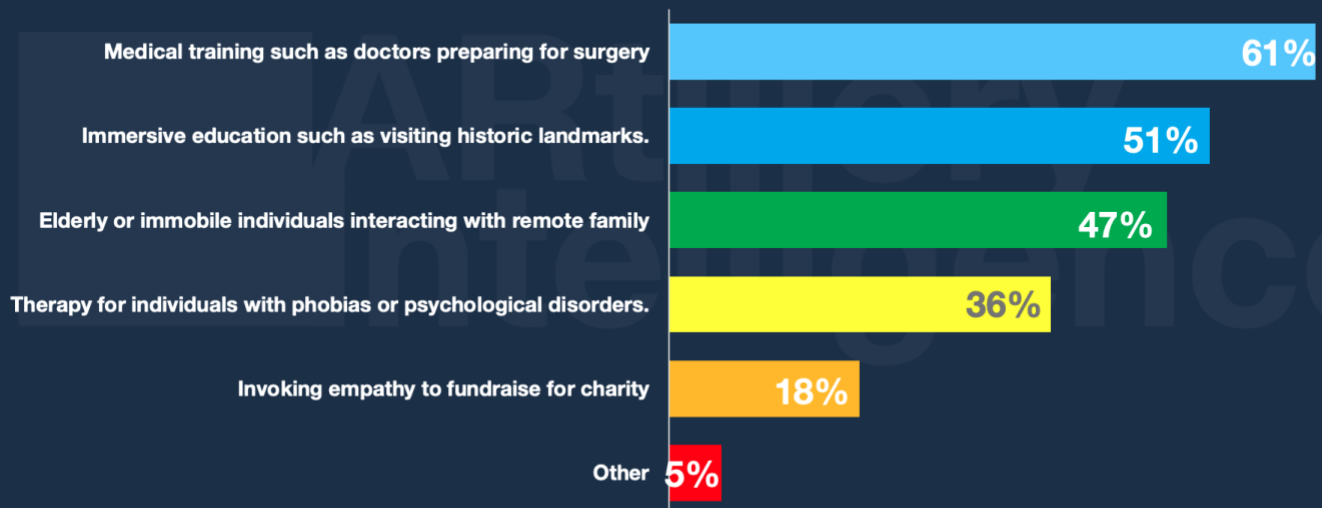 Medical training such as doctors preparing for surgery 61%
Immersive education such as visiting historic landmarks. 51%
Elderly or immobile individuals interacting with remote family 47%
Therapy for individuals with phobias or psychological disorders. 36%
Invoking empathy to fundraise for charity 18%
Other 5%
ARtillery
Intelligence